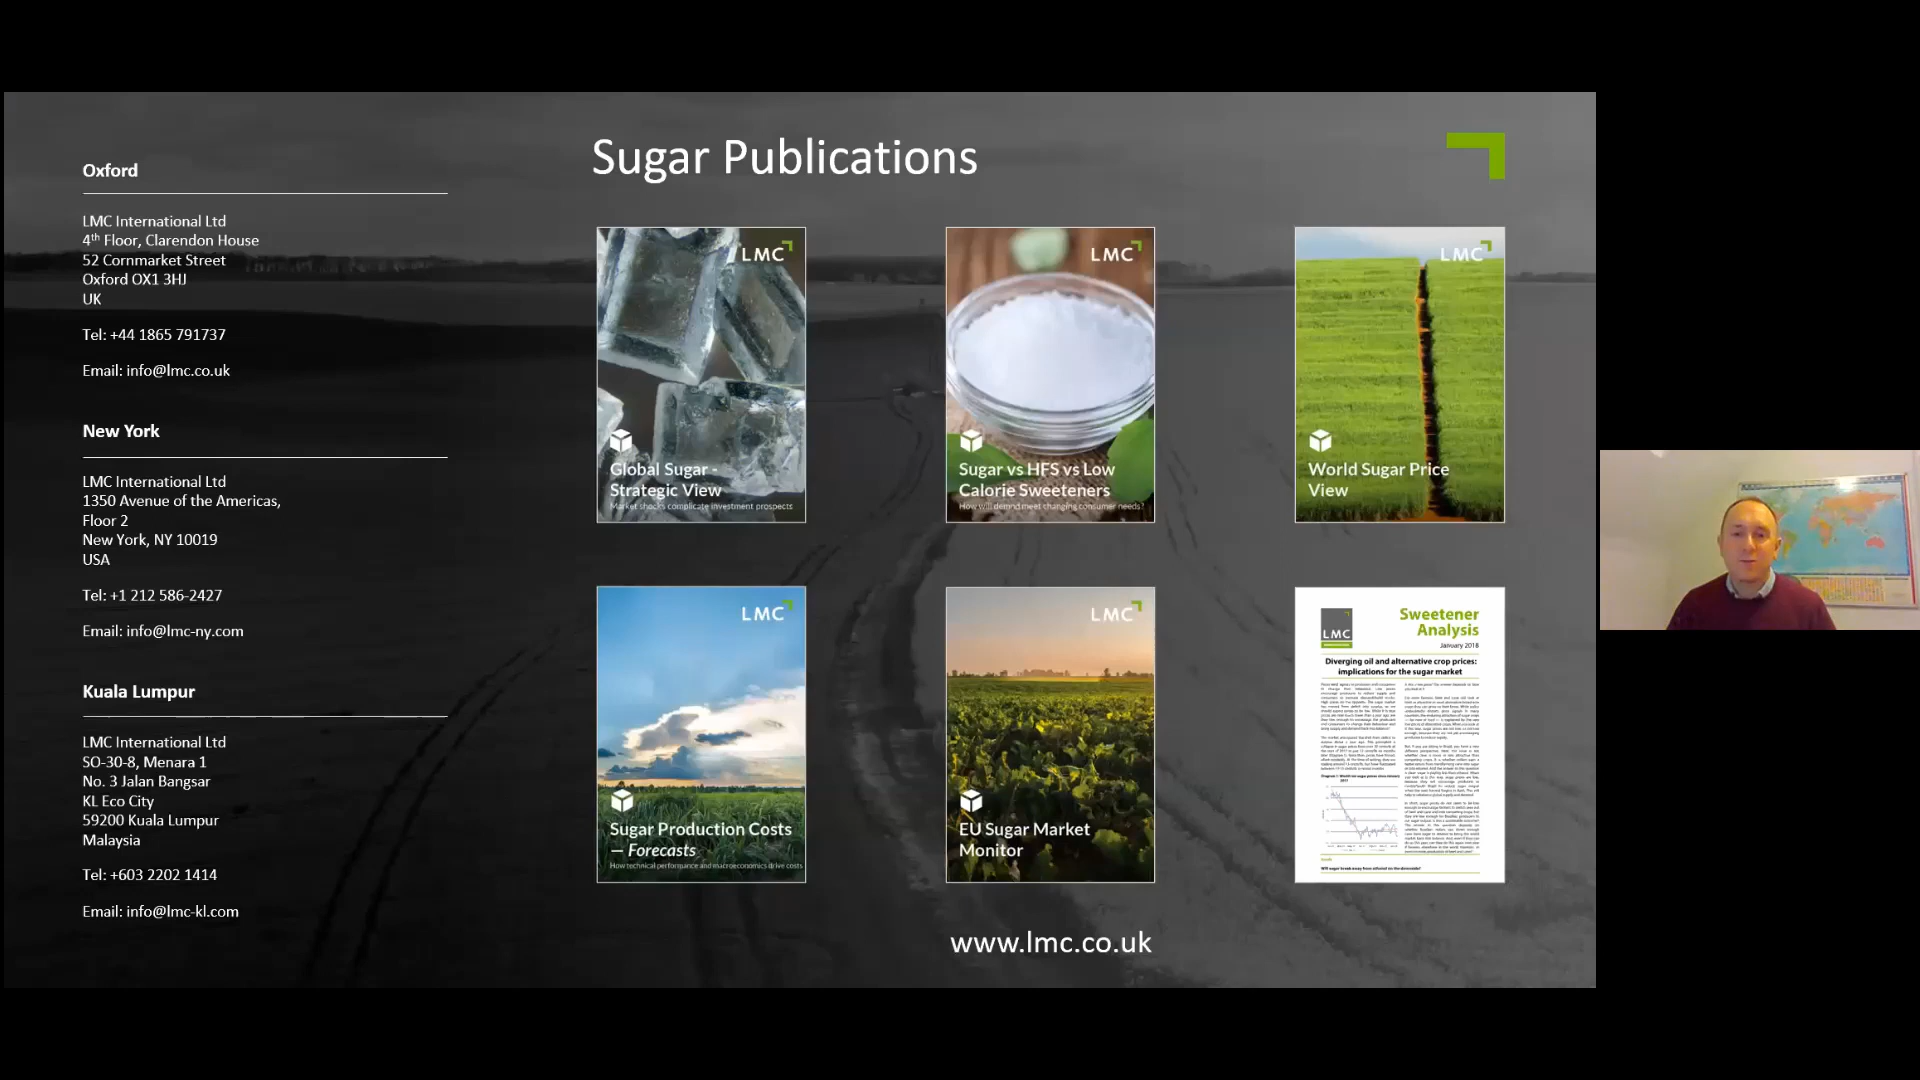 Sugar Publications
Oxford
LMC International Ltd
4th Floor, Clarendon House
52 Cornmarket Street
Oxford OX1 3HJ
UK
Tel: +44 1865 791737
Email: info@lmc.co.uk
New York
LMC International Ltd
1350 Avenue of the Americas,
Floor 2
New York, NY 10019
USA
Tel: +1 212 586-2427
Email: info@lmc-ny.com
Kuala Lumpur
LMC International Ltd
SO-30-8, Menara 1
No. 3 Jalan Bangsar
KL Eco City
59200 Kuala Lumpur
Malaysia
Tel: +603 2202 1414
Email: info@lmc-kl.com
LMC
Global Sugar -
Strategic View
Market shocks complicate investment prospects
LMC
Sugar vs HFS vs Low
Calorie Sweeteners
How will demnd meet changing consumer needs?
LMC
World Sugar Price
View
LMC
Sugar Production Costs
— Forecasts
How technical performance and macroeconomics drive costs
LMC
EU Sugar Market
Monitor
LMC
Sweetener
Analysis
January 2018
Diverging oil and alternative crop prices:
implications for the sugar market
www.lmc.co.uk